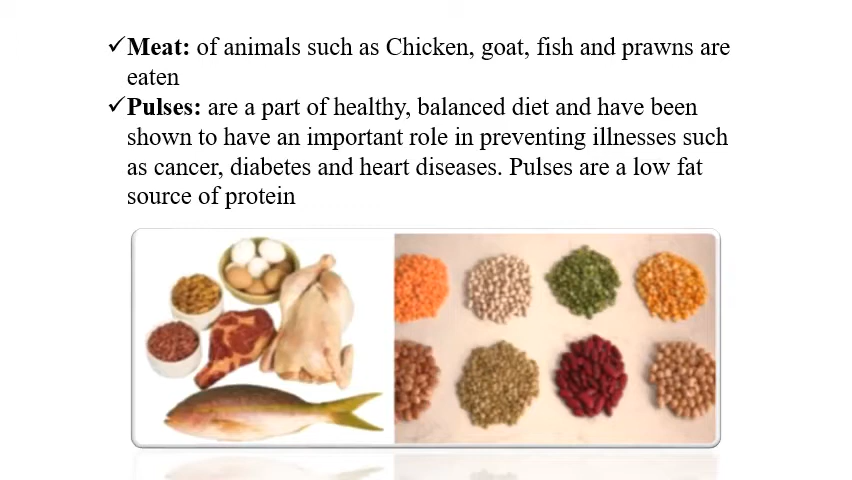 ✓Meat: of animals such as Chicken, goat, fish and prawns are
eaten
✓Pulses: are a part of healthy, balanced diet and have been
shown to have an important role in preventing illnesses such
as cancer, diabetes and heart diseases. Pulses are a low fat
source of protein